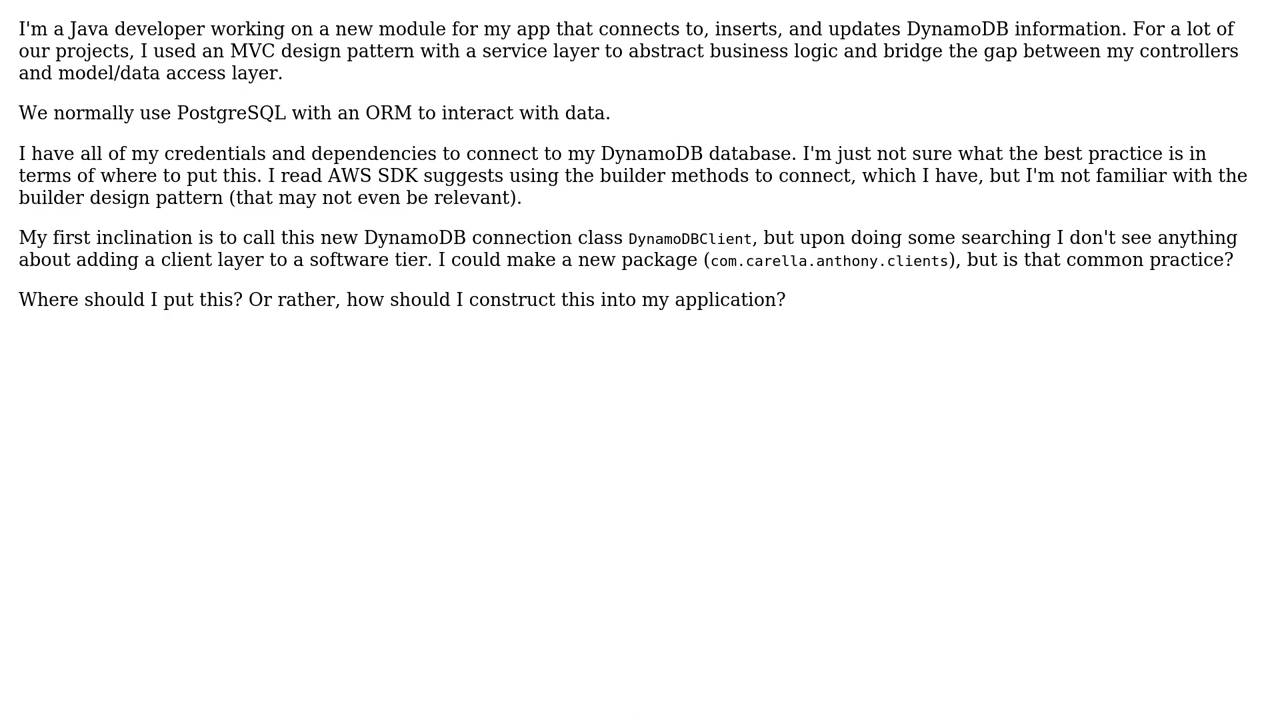 I'm a Java developer working on a new module for my app that connects to, inserts, and updates DynamoDB information. For a lot of
our projects, I used an MVC design pattern with a service layer to abstract business logic and bridge the gap between my controllers
and model/data access layer.
We normally use PostgreSQL with an ORM to interact with data.
I have all of my credentials and dependencies to connect to my DynamoDB database. I'm just not sure what the best practice is in
terms of where to put this. I read AWS SDK suggests using the builder methods to connect, which I have, but I'm not familiar with the
builder design pattern (that may not even be relevant).
My first inclination is to call this new DynamoDB connection class DynamoDBClient, but upon doing some searching I don't see anything
about adding a client layer to a software tier. I could make a new package (com.carella.anthony.clients), but is that common practice?
Where should I put this? Or rather, how should I construct this into my application?